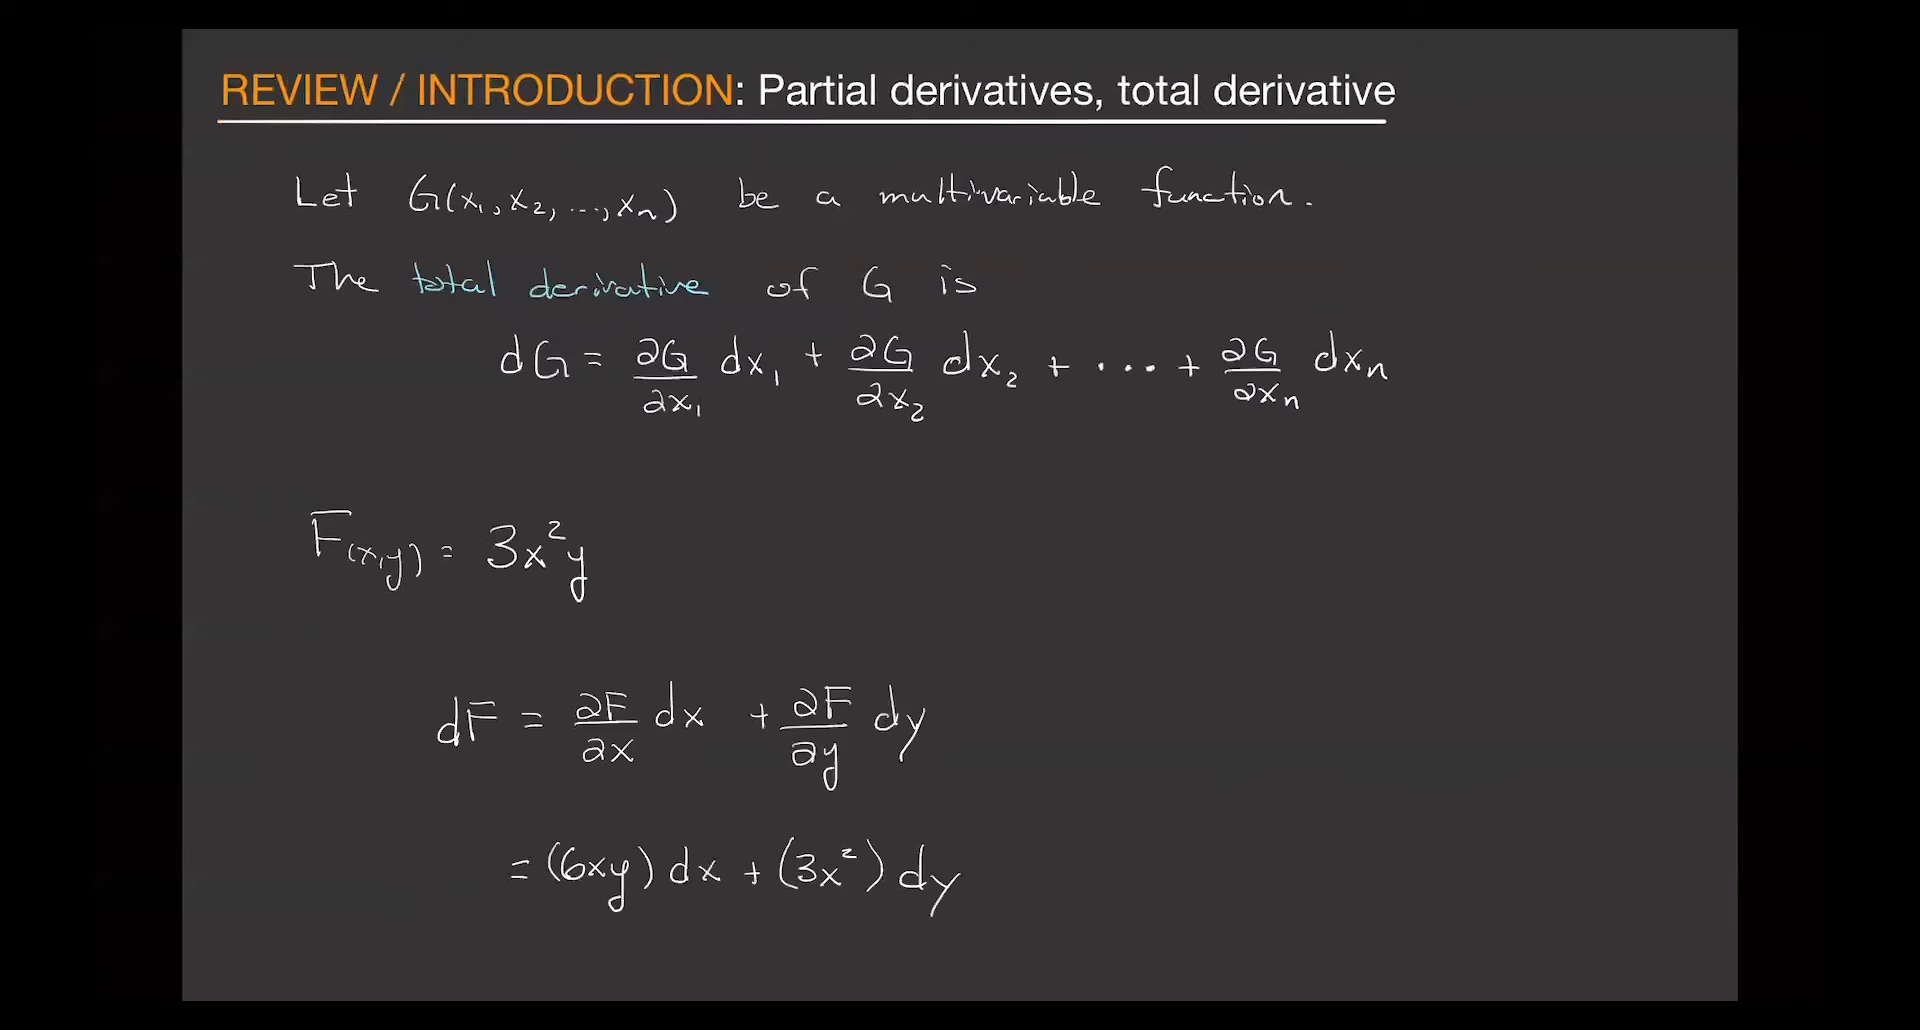 REVIEW / INTRODUCTION: Partial derivatives, total derivative
Let G(x₁, x₂, ..., xₙ) be a multivariable function.
The total derivative of G is
dG = ∂G/∂x₁ dx₁ + ∂G/∂x₂ dx₂ + ... + ∂G/∂xₙ dxₙ
F(x,y) = 3x²y
dF = ∂F/∂x dx + ∂F/∂y dy
= (6xy) dx + (3x²) dy